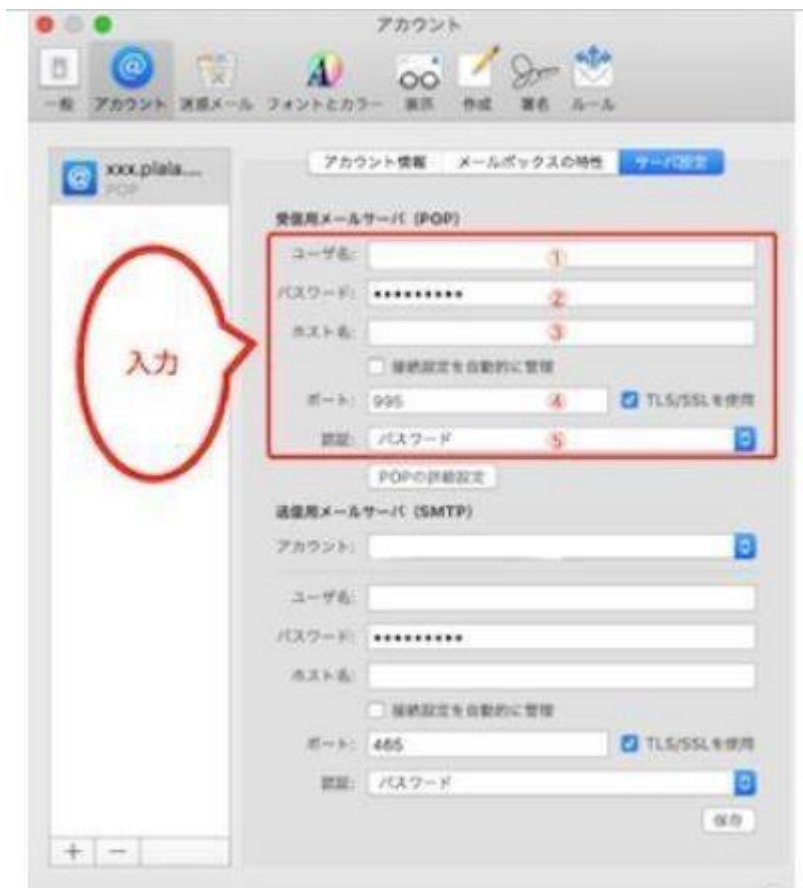 アカウント
一般 アカウント 迷惑メール フォントとカラー 表示 作成 署名 ルール
xxx.plala....
POP
アカウント情報 メールボックスの特性 サーバ設定
受信用メールサーバ (POP)
ユーザ名: ①
パスワード: ••••••••• ②
ホスト名: ③
接続設定を自動的に管理
ポート: 995 ④ TLS/SSLを使用
認証: パスワード ⑤
入力
POPの詳細設定
送信用メールサーバ (SMTP)
アカウント:
ユーザ名:
パスワード: •••••••••
ホスト名:
接続設定を自動的に管理
ポート: 465 TLS/SSLを使用
認証: パスワード
保存
+ −